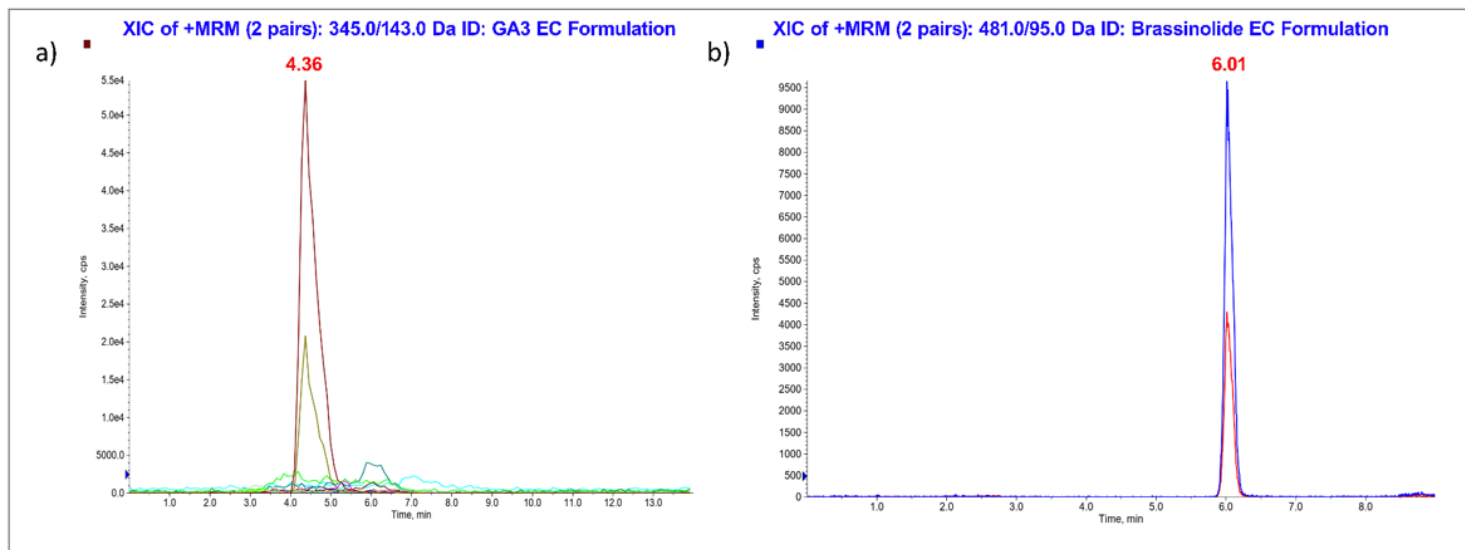 a)
XIC of +MRM (2 pairs): 345.0/143.0 Da ID: GA3 EC Formulation
4.36
5.5e4
5.0e4
4.5e4
4.0e4
3.5e4
3.0e4
2.5e4
2.0e4
1.5e4
1.0e4
5000.0
0.0
Intensity, cps
1.0 2.0 3.0 4.0 5.0 6.0 7.0 8.0 9.0 10.0 11.0 12.0 13.0
Time, min
b)
XIC of +MRM (2 pairs): 481.0/95.0 Da ID: Brassinolide EC Formulation
6.01
9500
9000
8500
8000
7500
7000
6500
6000
5500
5000
4500
4000
3500
3000
2500
2000
1500
1000
500
0
Intensity, cps
1.0 2.0 3.0 4.0 5.0 6.0 7.0 8.0
Time, min